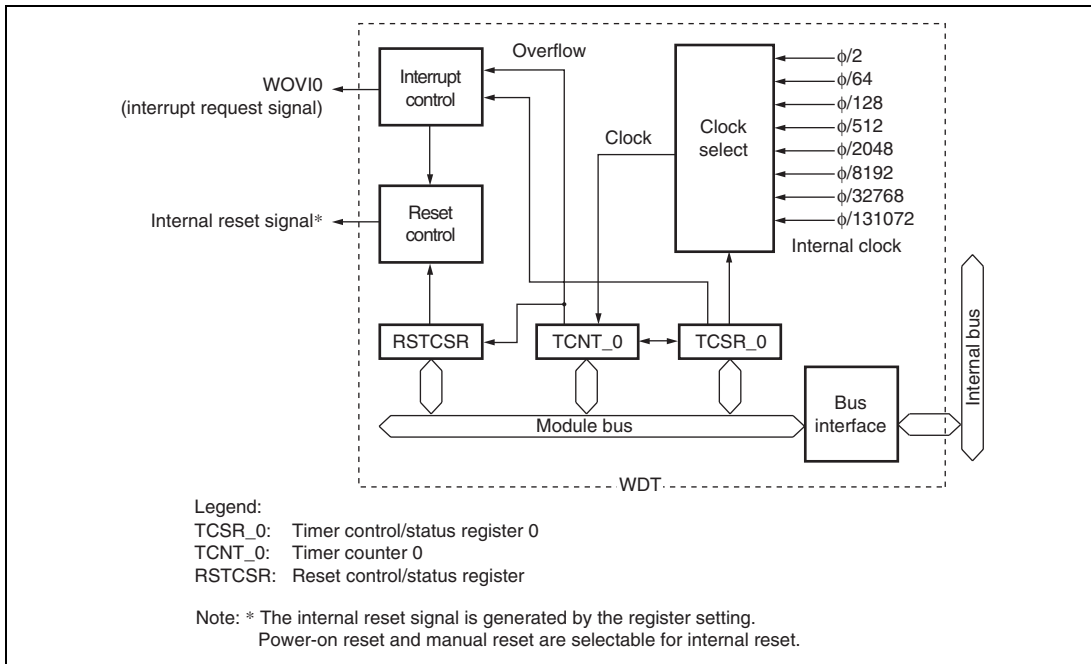 Overflow
Interrupt
control
WOVI0
(interrupt request signal)
Reset
control
Internal reset signal*
Clock
Clock
select
ϕ/2
ϕ/64
ϕ/128
ϕ/512
ϕ/2048
ϕ/8192
ϕ/32768
ϕ/131072
Internal clock
RSTCSR
TCNT_0
TCSR_0
Module bus
Bus
interface
Internal bus
WDT
Legend:
TCSR_0: Timer control/status register 0
TCNT_0: Timer counter 0
RSTCSR: Reset control/status register
Note: * The internal reset signal is generated by the register setting.
Power-on reset and manual reset are selectable for internal reset.